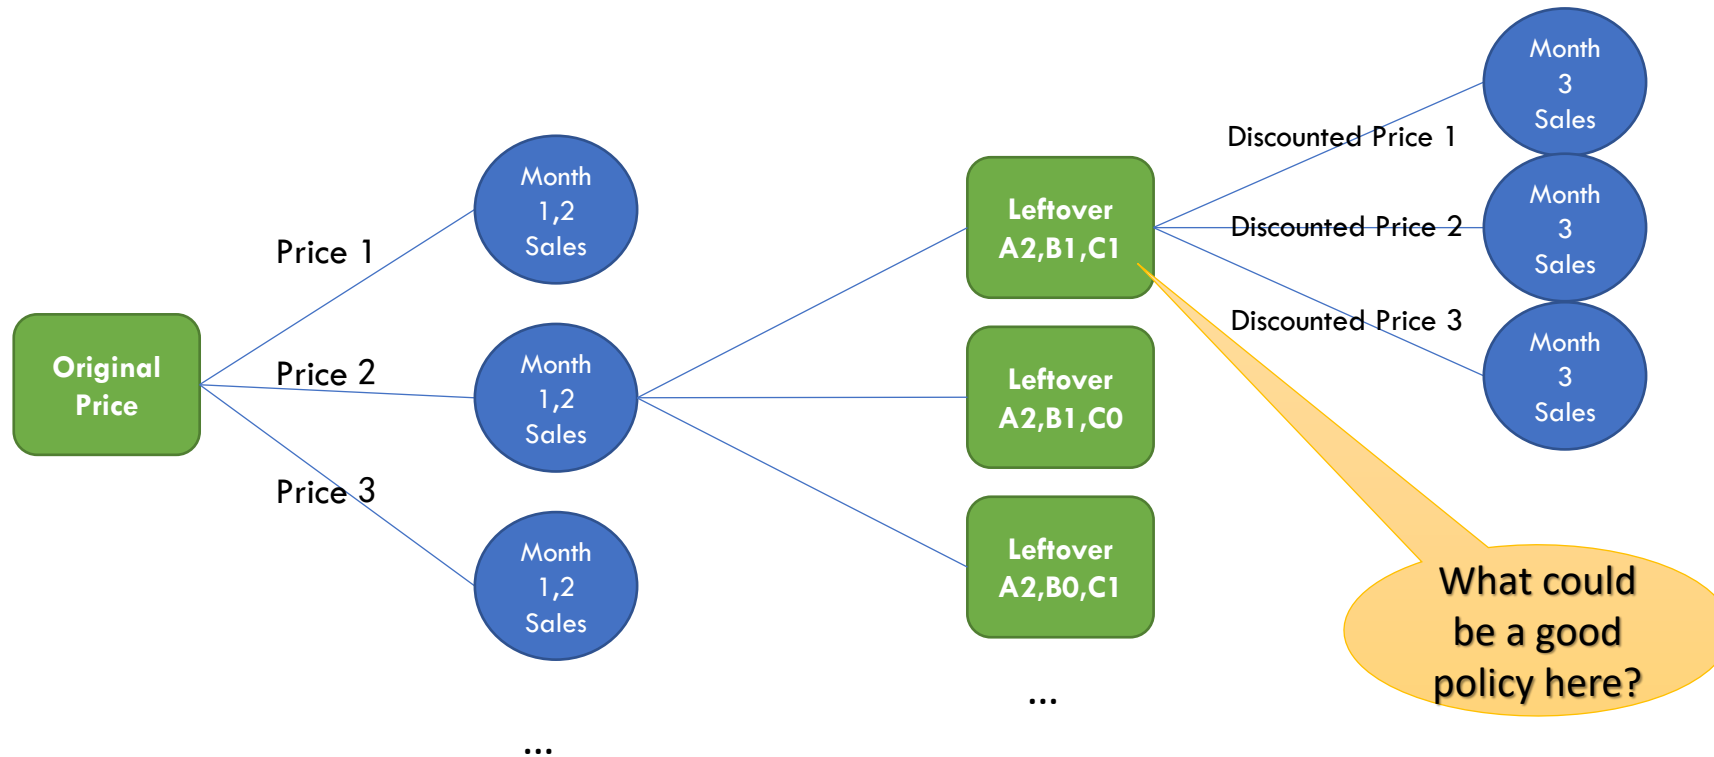 Original
Price
Price 1
Price 2
Price 3
Month
1,2
Sales
Month
1,2
Sales
Month
1,2
Sales
...
Leftover
A2,B1,C1
Leftover
A2,B1,C0
Leftover
A2,B0,C1
...
Discounted Price 1
Discounted Price 2
Discounted Price 3
Month
3
Sales
Month
3
Sales
Month
3
Sales
What could
be a good
policy here?